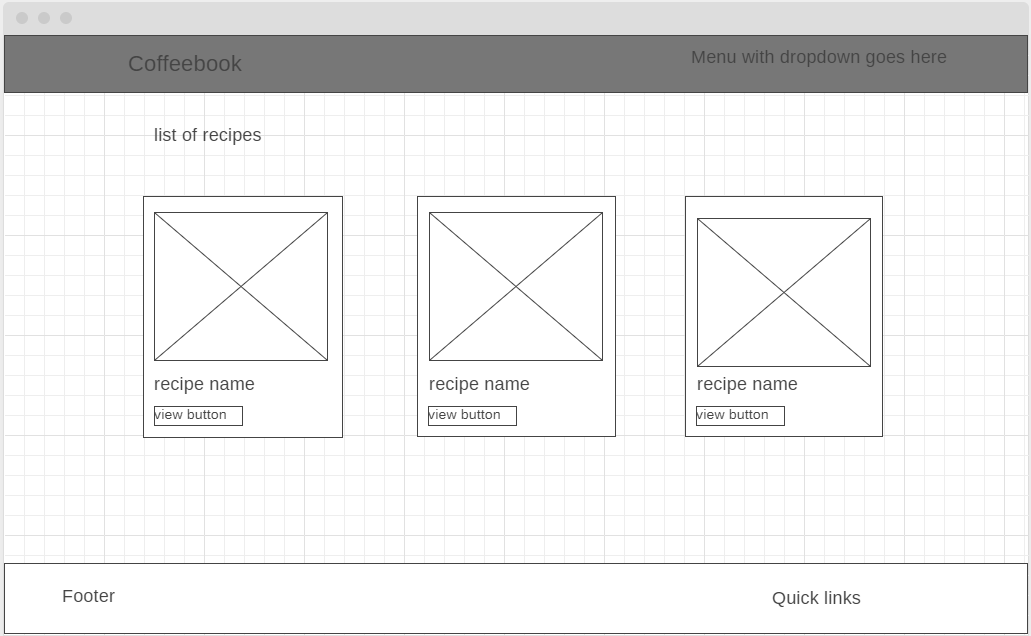 Coffeebook
Menu with dropdown goes here
list of recipes
recipe name
view button
recipe name
view button
recipe name
view button
Footer
Quick links